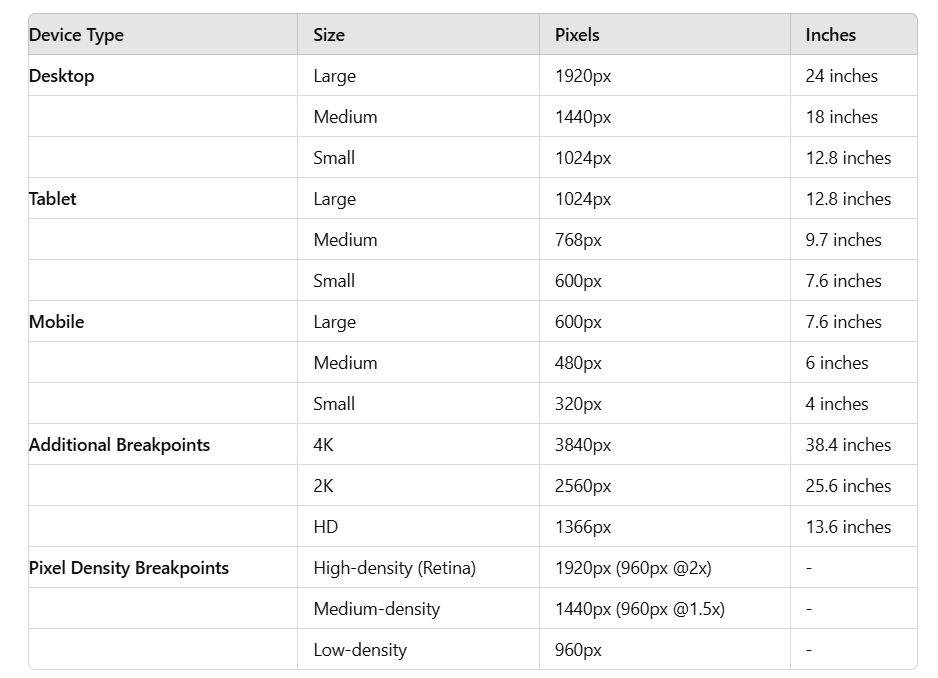 Device Type Size Pixels Inches
Desktop Large 1920px 24 inches
Medium 1440px 18 inches
Small 1024px 12.8 inches
Tablet Large 1024px 12.8 inches
Medium 768px 9.7 inches
Small 600px 7.6 inches
Mobile Large 600px 7.6 inches
Medium 480px 6 inches
Small 320px 4 inches
Additional Breakpoints 4K 3840px 38.4 inches
2K 2560px 25.6 inches
HD 1366px 13.6 inches
Pixel Density Breakpoints High-density (Retina) 1920px (960px @2x) -
Medium-density 1440px (960px @1.5x) -
Low-density 960px -